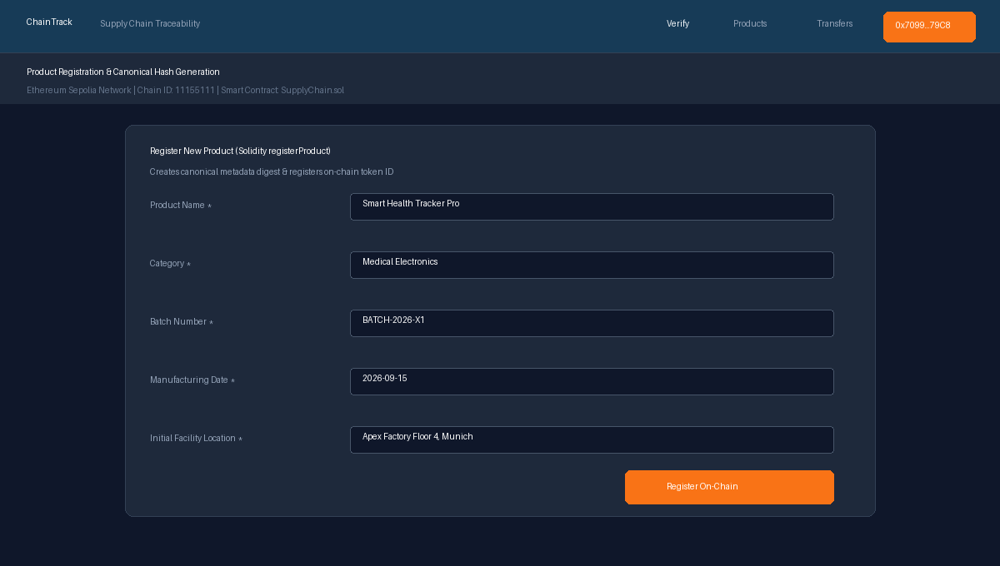 ChainTrack
Supply Chain Traceability
Verify
Products
Transfers
0x7099...79C8
Product Registration & Canonical Hash Generation
Ethereum Sepolia Network | Chain ID: 11155111 | Smart Contract: SupplyChain.sol
Register New Product (Solidity registerProduct)
Creates canonical metadata digest & registers on-chain token ID
Product Name *
Smart Health Tracker Pro
Category *
Medical Electronics
Batch Number *
BATCH-2026-X1
Manufacturing Date *
2026-09-15
Initial Facility Location *
Apex Factory Floor 4, Munich
Register On-Chain